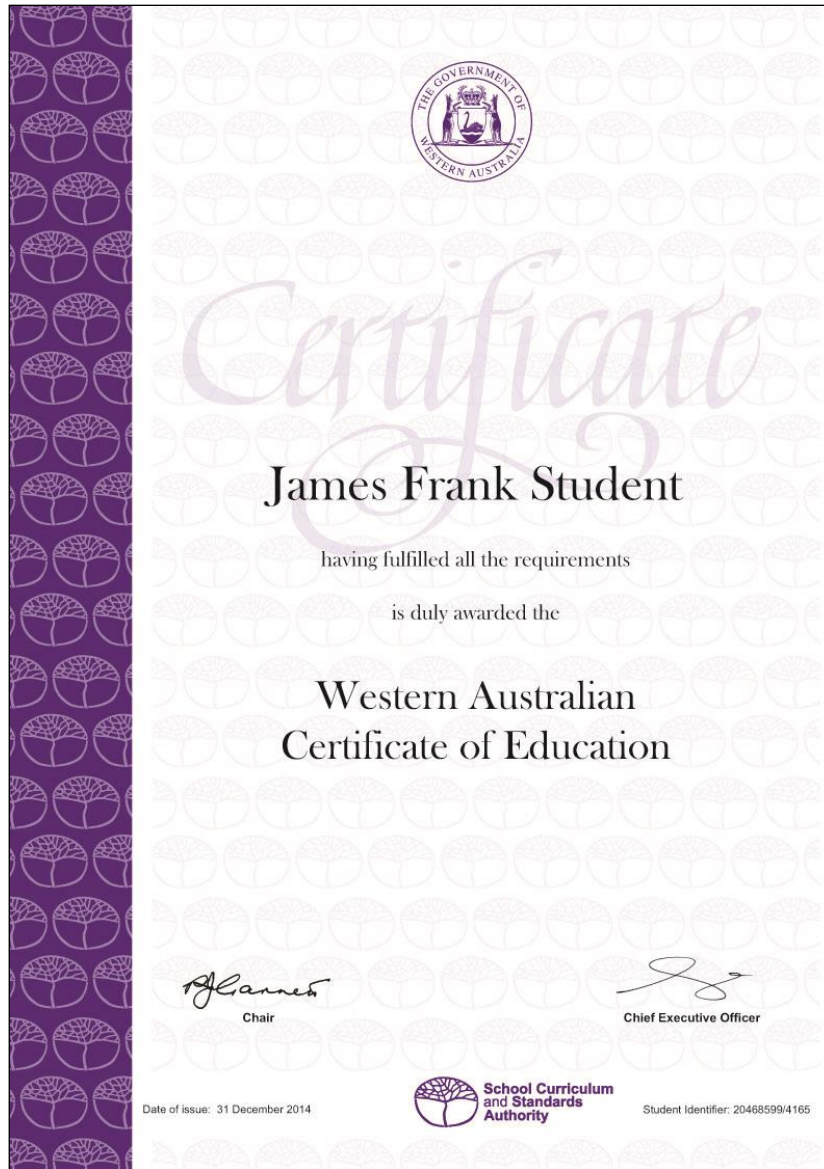 THE GOVERNMENT OF
WESTERN AUSTRALIA
Certificate
James Frank Student
having fulfilled all the requirements
is duly awarded the
Western Australian
Certificate of Education
Chair
Chief Executive Officer
Date of issue: 31 December 2014
School Curriculum
and Standards
Authority
Student Identifier: 20468599/4165